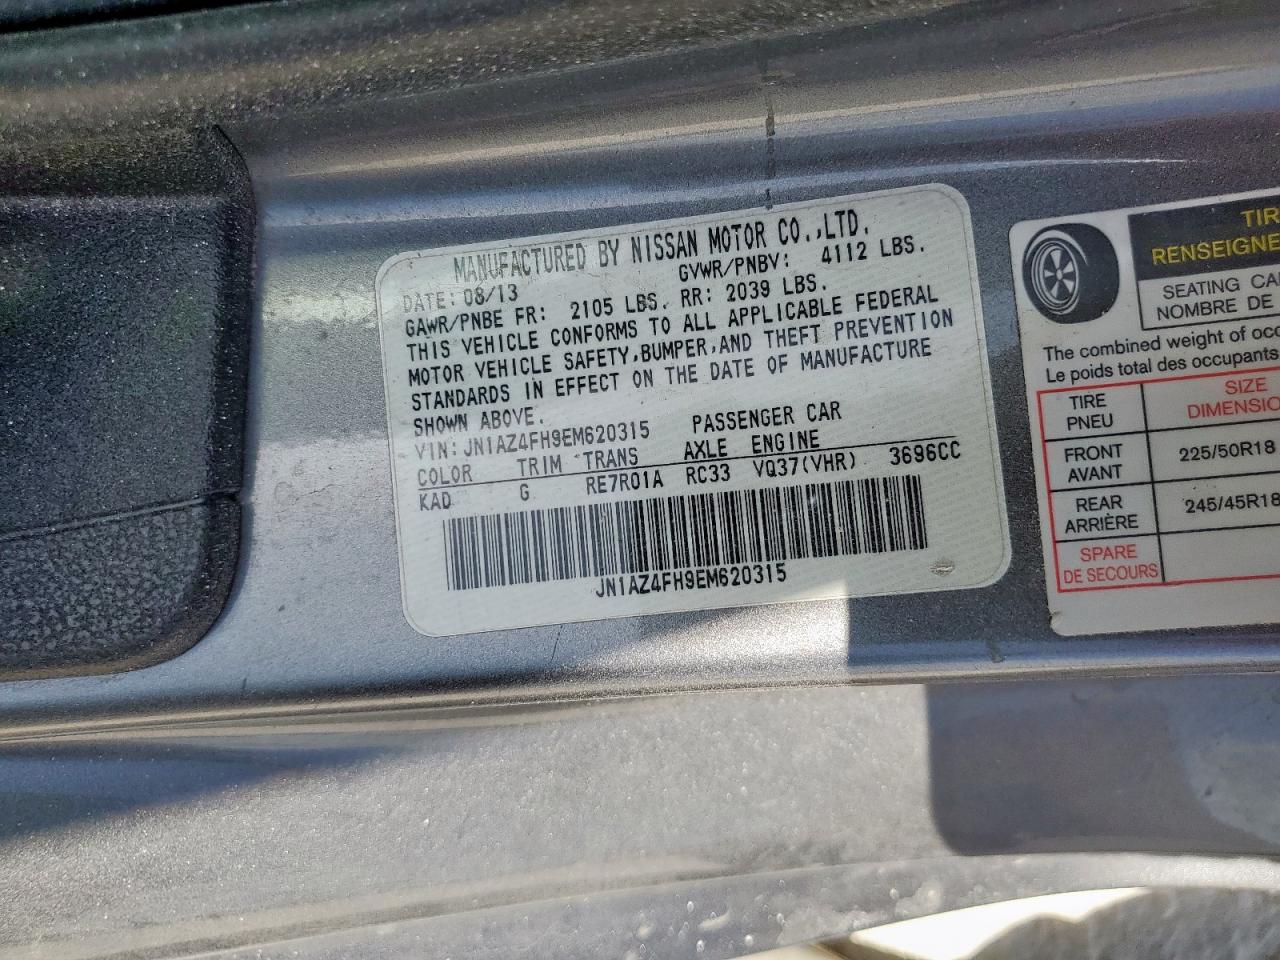 MANUFACTURED BY NISSAN MOTOR CO.,LTD.
DATE: 08/13 GVWR/PNBV: 4112 LBS.
GAWR/PNBE FR: 2105 LBS. RR: 2039 LBS.
THIS VEHICLE CONFORMS TO ALL APPLICABLE FEDERAL
MOTOR VEHICLE SAFETY,BUMPER,AND THEFT PREVENTION
STANDARDS IN EFFECT ON THE DATE OF MANUFACTURE
SHOWN ABOVE.
VIN: JN1AZ4FH9EM620315 PASSENGER CAR
COLOR TRIM TRANS AXLE ENGINE
KAD G RE7R01A RC33 VQ37(VHR) 3696CC
JN1AZ4FH9EM620315
TIR
RENSEIGNE
SEATING CA
NOMBRE DE
The combined weight of occ
Le poids total des occupants
TIRE
PNEU
SIZE
DIMENSIO
FRONT
AVANT
225/50R18
REAR
ARRIÈRE
245/45R18
SPARE
DE SECOURS